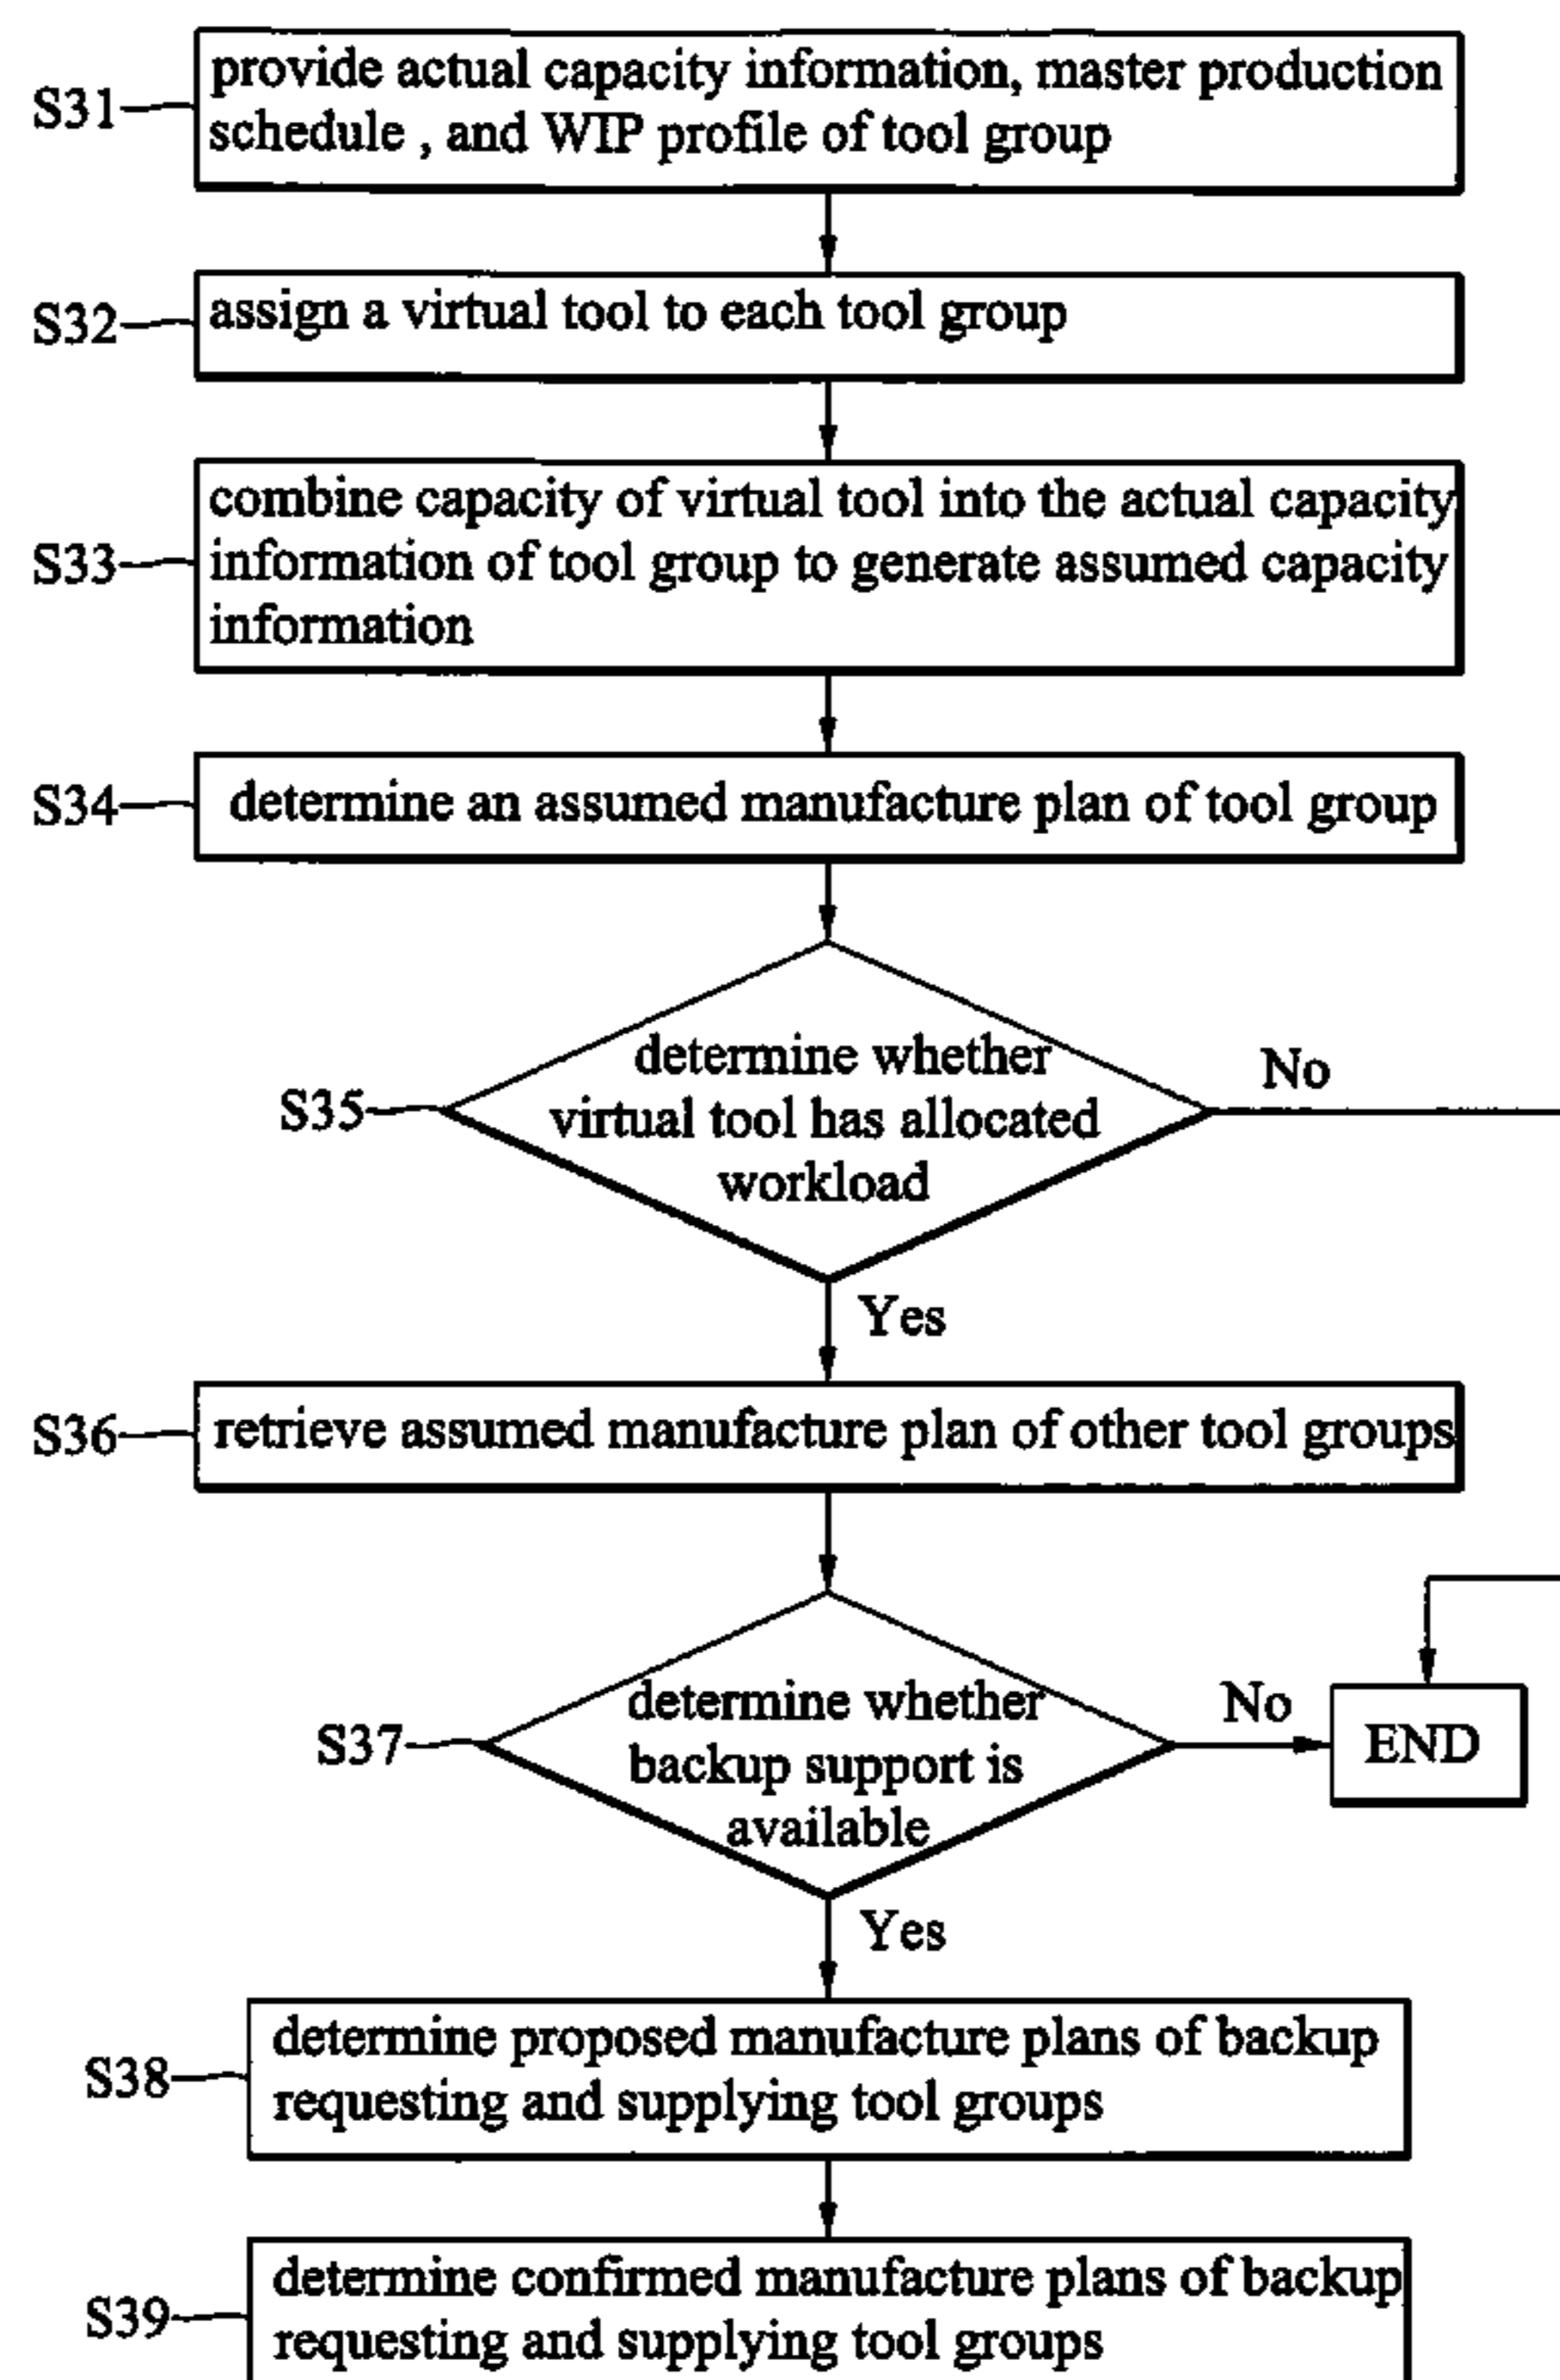 S31
provide actual capacity information, master production
schedule , and WIP profile of tool group
S32
assign a virtual tool to each tool group
S33
combine capacity of virtual tool into the actual capacity
information of tool group to generate assumed capacity
information
S34
determine an assumed manufacture plan of tool group
S35
determine whether
virtual tool has allocated
workload
No
Yes
S36
retrieve assumed manufacture plan of other tool groups
S37
determine whether
backup support is
available
No
END
Yes
S38
determine proposed manufacture plans of backup
requesting and supplying tool groups
S39
determine confirmed manufacture plans of backup
requesting and supplying tool groups